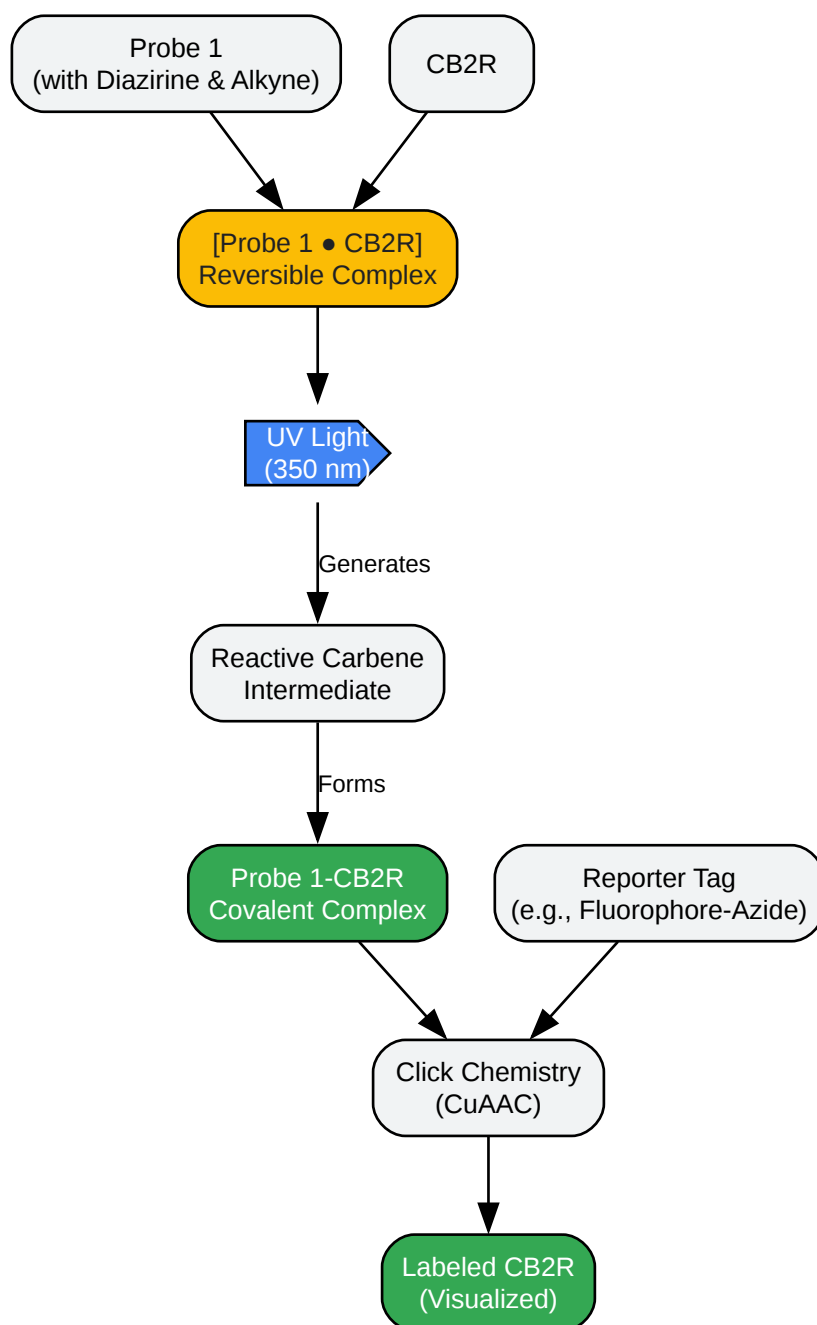 Probe 1
(with Diazirine & Alkyne)
CB2R
[Probe 1 ● CB2R]
Reversible Complex
UV Light
(350 nm)
Generates
Reactive Carbene
Intermediate
Forms
Probe 1-CB2R
Covalent Complex
Reporter Tag
(e.g., Fluorophore-Azide)
Click Chemistry
(CuAAC)
Labeled CB2R
(Visualized)